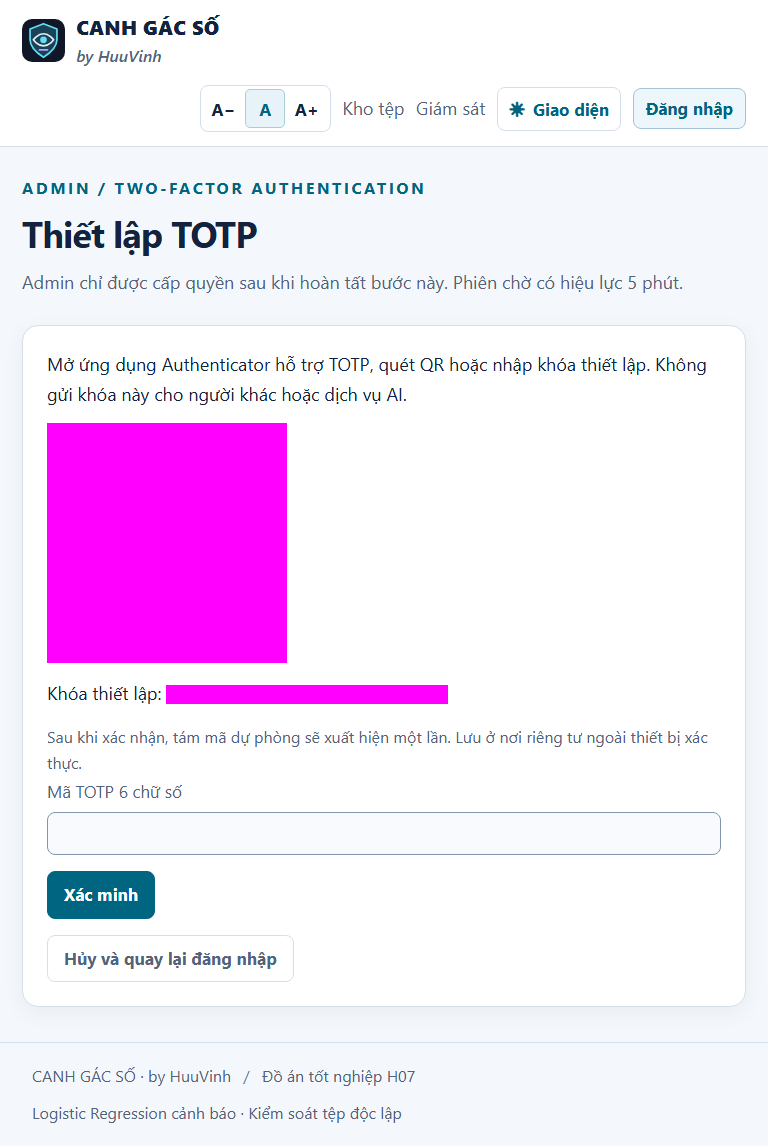 CANH GÁC SỐ
by HuuVinh
A− A A+ Kho tệp Giám sát Giao diện Đăng nhập
ADMIN / TWO-FACTOR AUTHENTICATION
Thiết lập TOTP
Admin chỉ được cấp quyền sau khi hoàn tất bước này. Phiên chờ có hiệu lực 5 phút.
Mở ứng dụng Authenticator hỗ trợ TOTP, quét QR hoặc nhập khóa thiết lập. Không
gửi khóa này cho người khác hoặc dịch vụ AI.
Khóa thiết lập:
Sau khi xác nhận, tám mã dự phòng sẽ xuất hiện một lần. Lưu ở nơi riêng tư ngoài thiết bị xác
thực.
Mã TOTP 6 chữ số
Xác minh
Hủy và quay lại đăng nhập
CANH GÁC SỐ · by HuuVinh / Đồ án tốt nghiệp H07
Logistic Regression cảnh báo · Kiểm soát tệp độc lập